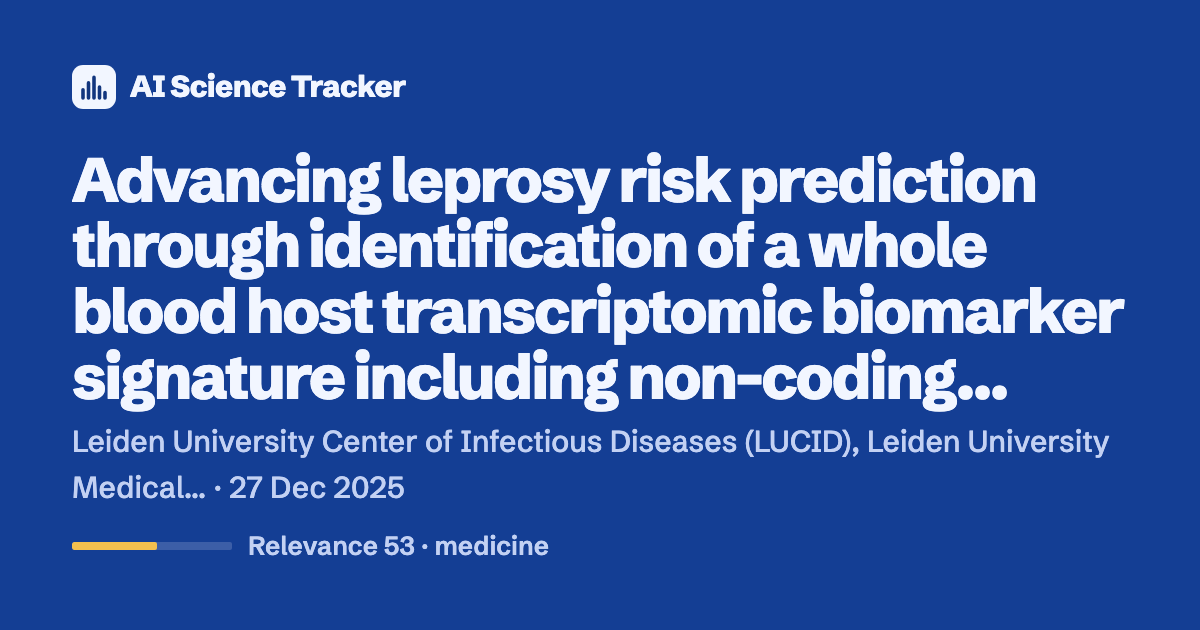 AI Science Tracker
Advancing leprosy risk prediction
through identification of a whole
blood host transcriptomic biomarker
signature including non-coding...
Leiden University Center of Infectious Diseases (LUCID), Leiden University
Medical... · 27 Dec 2025
Relevance 53 · medicine